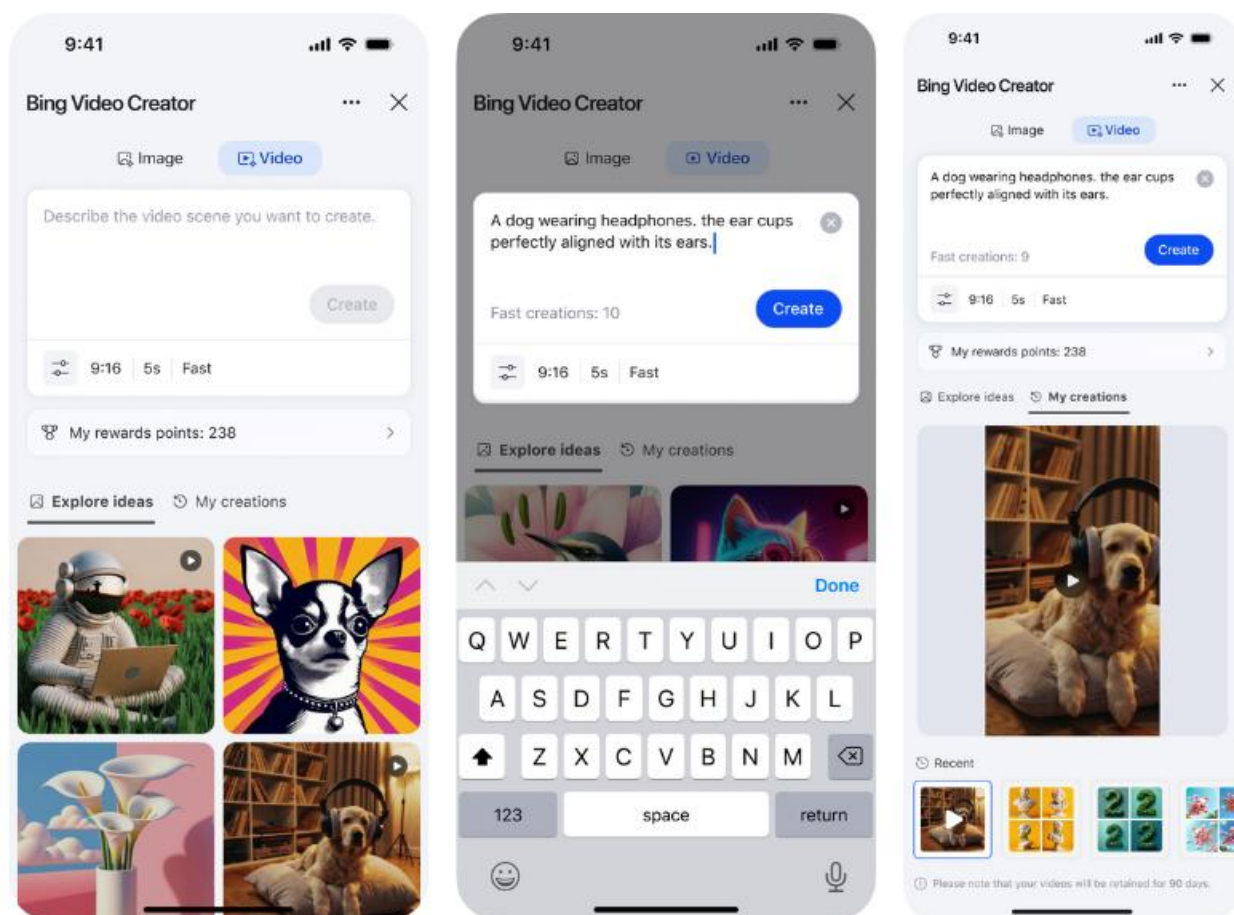 9:41
Bing Video Creator
Image
Video
Describe the video scene you want to create.
Create
9:16 5s Fast
My rewards points: 238
Explore ideas My creations
9:41
Bing Video Creator
Image
Video
A dog wearing headphones. the ear cups
perfectly aligned with its ears.
Fast creations: 10
Create
9:16 5s Fast
Explore ideas My creations
Done
Q W E R T Y U I O P
A S D F G H J K L
Z X C V B N M
123 space return
9:41
Bing Video Creator
Image
Video
A dog wearing headphones. the ear cups
perfectly aligned with its ears.
Fast creations: 9
Create
9:16 5s Fast
My rewards points: 238
Explore ideas My creations
Recent
2 2
2 2
Please note that your videos will be retained for 90 days.